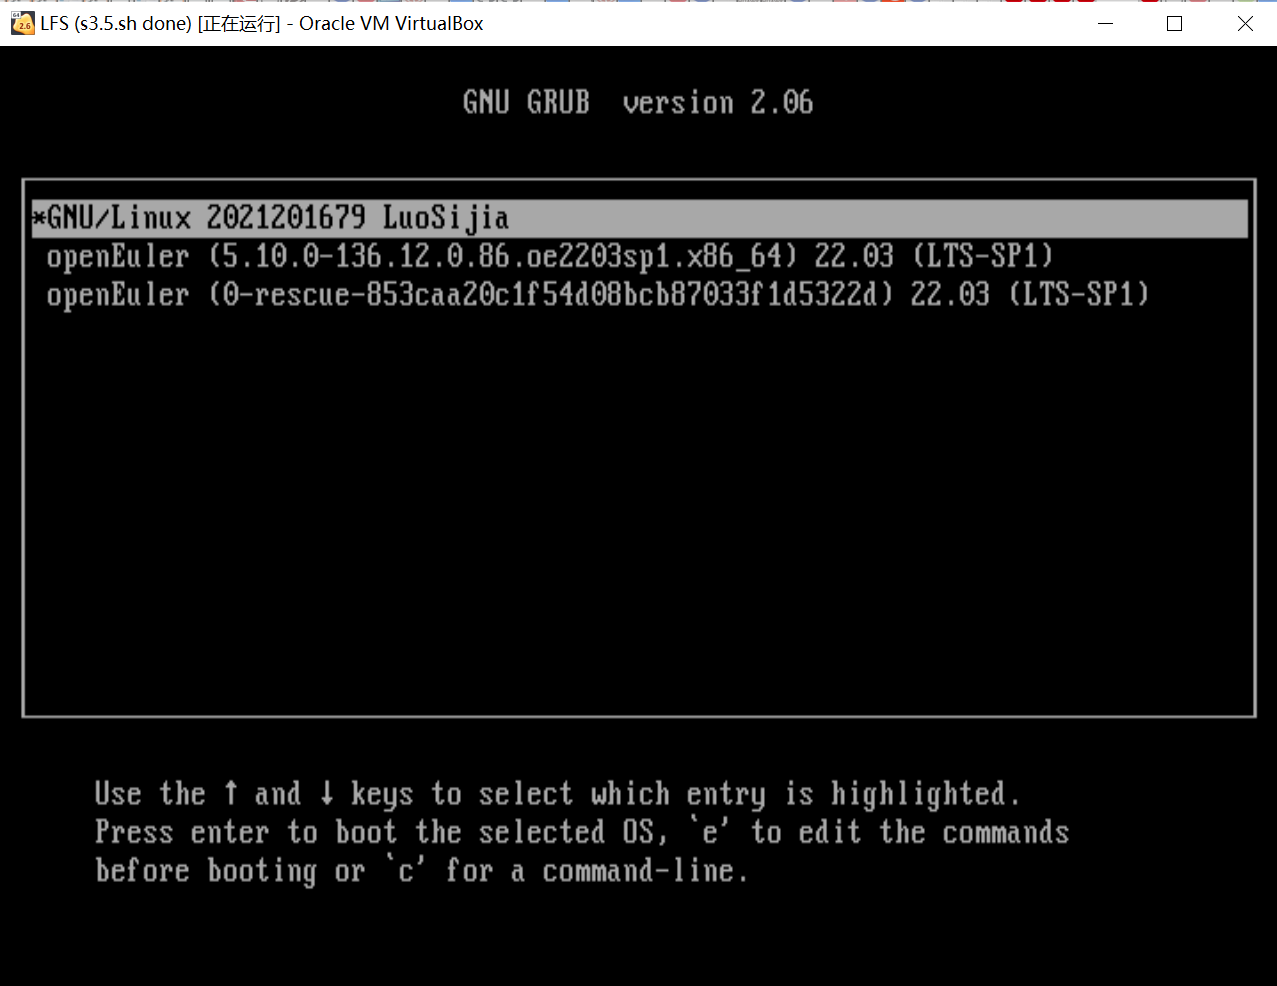 LFS (s3.5.sh done) [正在运行] - Oracle VM VirtualBox
GNU GRUB  version 2.06
*GNU/Linux 2021201679 LuoSijia
openEuler (5.10.0-136.12.0.86.oe2203sp1.x86_64) 22.03 (LTS-SP1)
openEuler (0-rescue-853caa20c1f54d08bcb87033f1d5322d) 22.03 (LTS-SP1)
Use the ↑ and ↓ keys to select which entry is highlighted.
Press enter to boot the selected OS, `e' to edit the commands
before booting or `c' for a command-line.